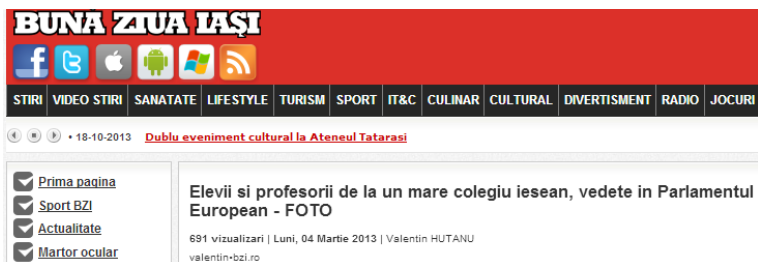 BUNĂ ZIUA IAȘI
STIRI VIDEO STIRI SANATATE LIFESTYLE TURISM SPORT IT&C CULINAR CULTURAL DIVERTISMENT RADIO JOCURI
• 18-10-2013 Dublu eveniment cultural la Ateneul Tatarasi
Prima pagina
Sport BZI
Actualitate
Martor ocular
Elevii si profesorii de la un mare colegiu iesean, vedete in Parlamentul
European - FOTO
691 vizualizari | Luni, 04 Martie 2013 | Valentin HUTANU
valentin•bzi.ro